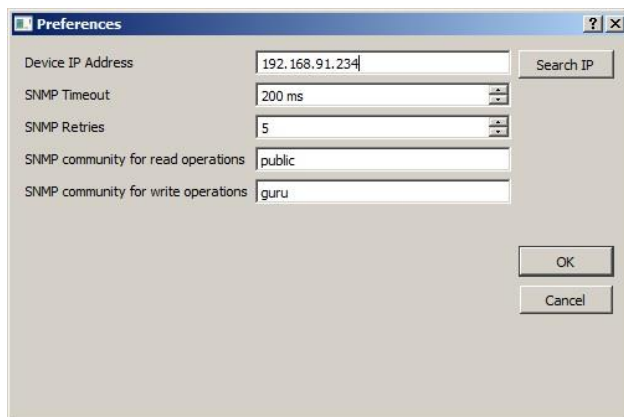 Preferences
Device IP Address 192.168.91.234 Search IP
SNMP Timeout 200 ms
SNMP Retries 5
SNMP community for read operations public
SNMP community for write operations guru
OK
Cancel